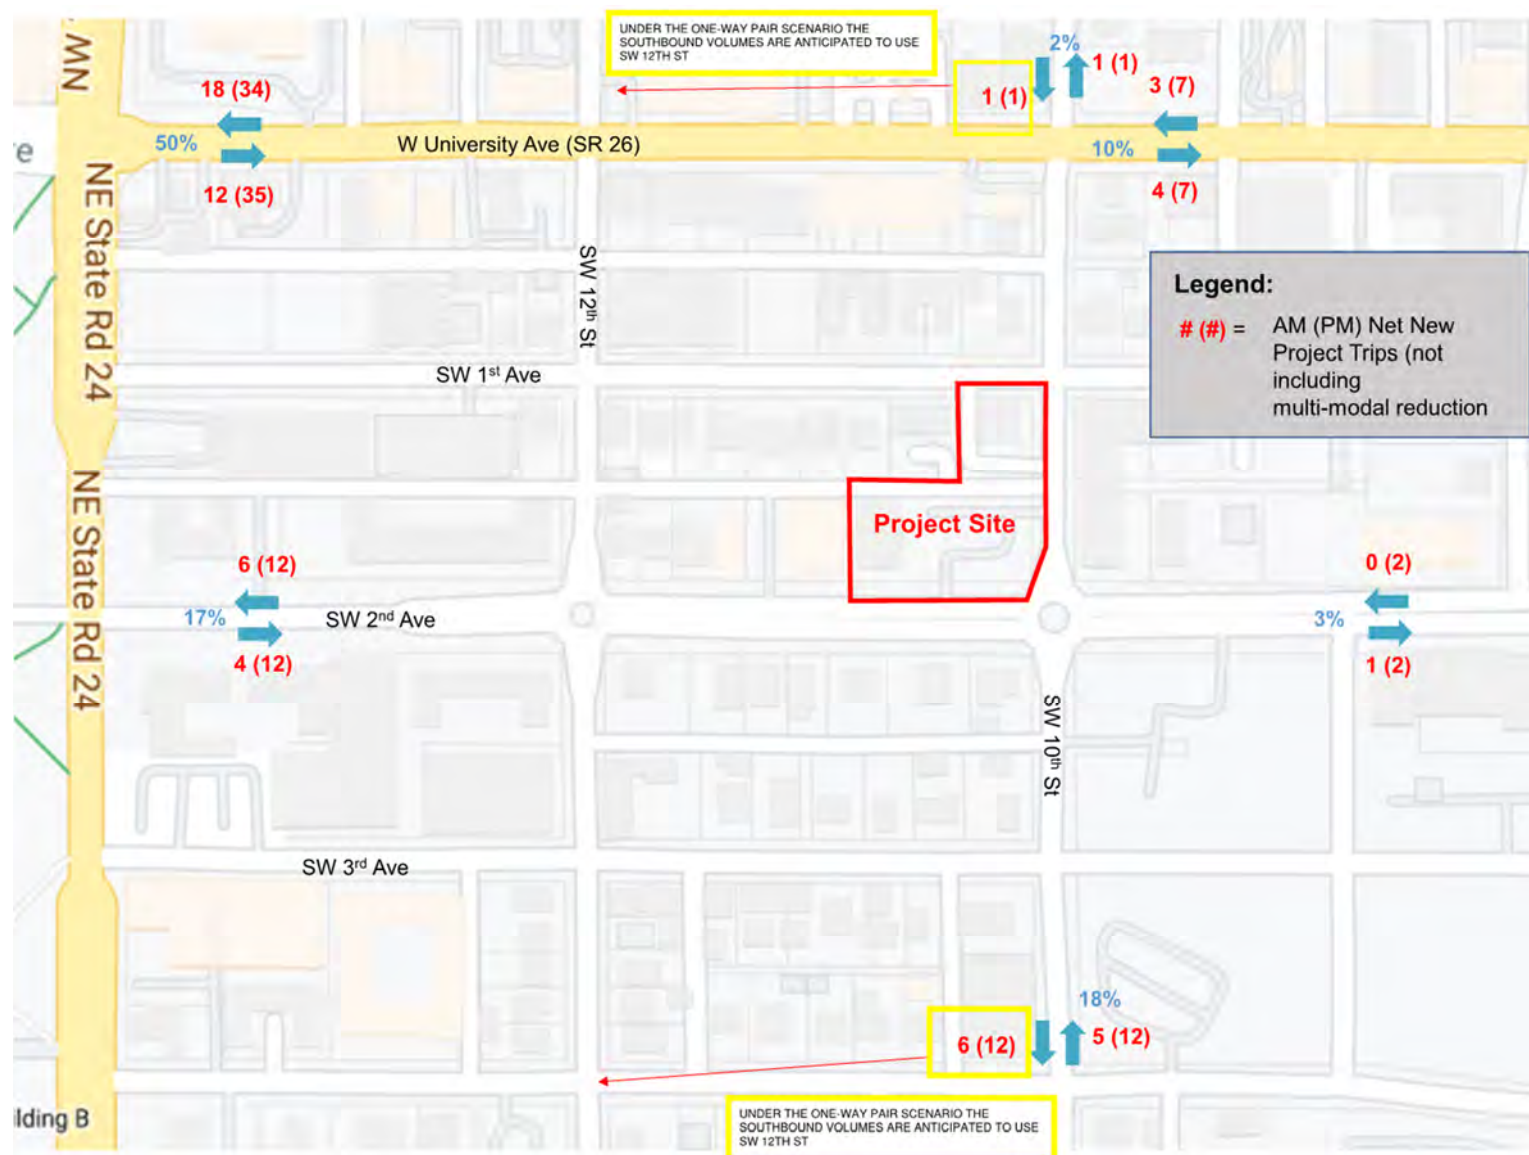 UNDER THE ONE-WAY PAIR SCENARIO THE
SOUTHBOUND VOLUMES ARE ANTICIPATED TO USE
SW 12TH ST
2%
1 (1)
1 (1)
3 (7)
NW
18 (34)
50%
W University Ave (SR 26)
10%
12 (35)
4 (7)
NE State Rd 24
SW 12th St
Legend:
# (#) =
AM (PM) Net New
Project Trips (not
including
multi-modal reduction
SW 1st Ave
NE State Rd 24
Project Site
6 (12)
0 (2)
17%
SW 2nd Ave
3%
4 (12)
1 (2)
SW 10th St
SW 3rd Ave
18%
6 (12)
5 (12)
ilding B
UNDER THE ONE-WAY PAIR SCENARIO THE
SOUTHBOUND VOLUMES ARE ANTICIPATED TO USE
SW 12TH ST